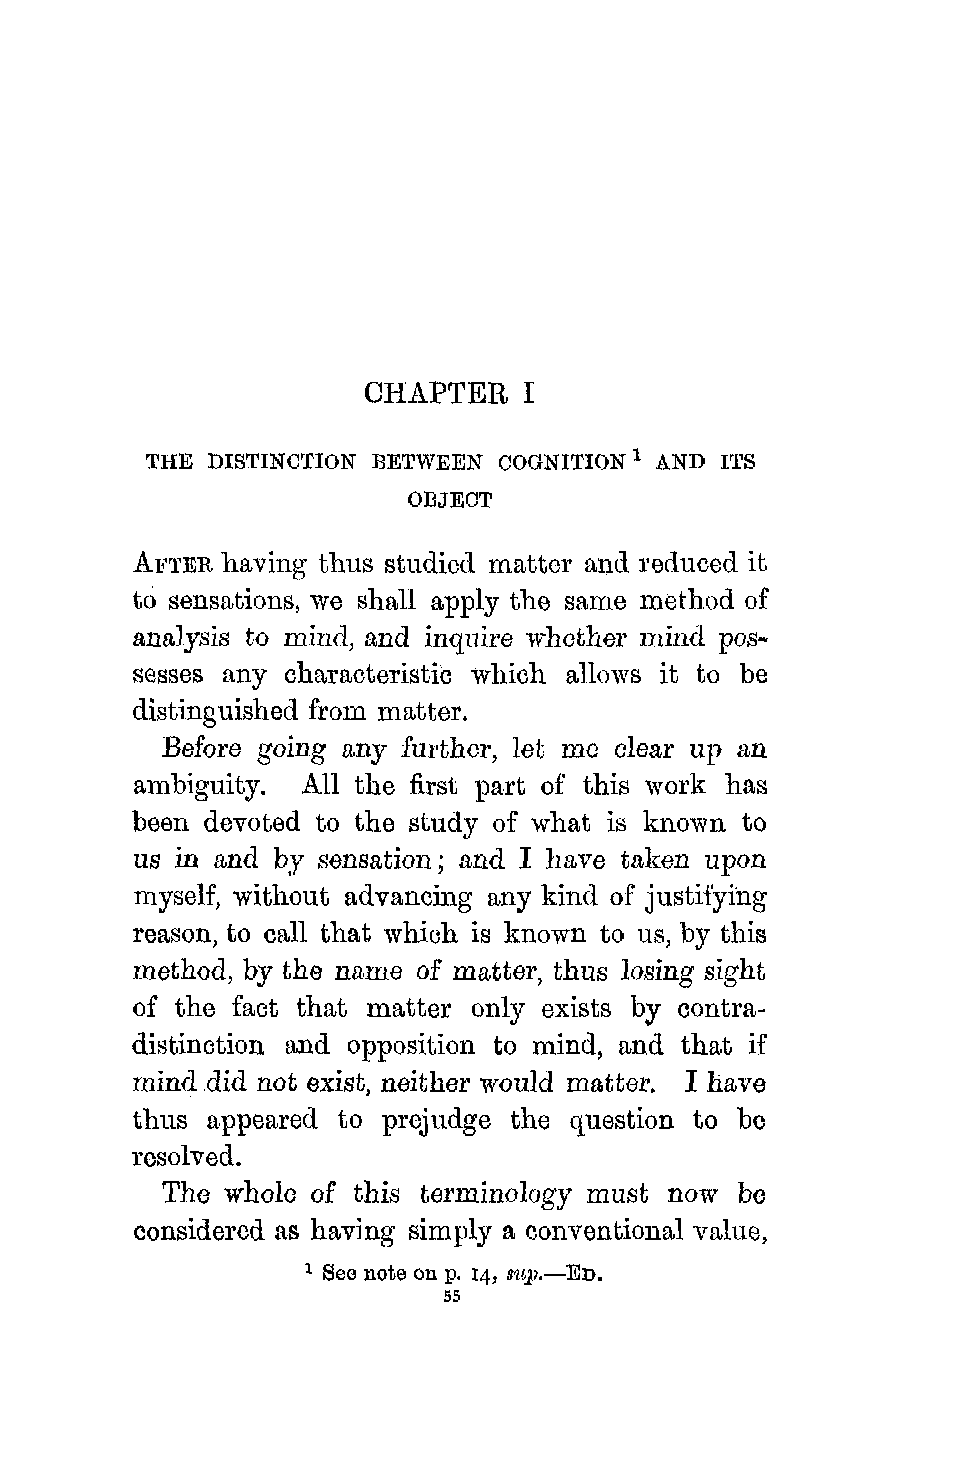 CHAPTER I
THE DISTINCTION BETWEEN COGNITION 1 AND ITS
OBJECT
AFTER having thus studied matter and reduced it
to sensations, we shall apply the same method of
analysis to mind, and inquire whether mind pos-
sesses any characteristic which allows it to be
distinguished from matter.
Before going any further, let me clear up an
ambiguity. All the first part of this work has
been devoted to the study of what is known to
us in and by sensation; and I have taken upon
myself, without advancing any kind of justifying
reason, to call that which is known to us, by this
method, by the name of matter, thus losing sight
of the fact that matter only exists by contra-
distinction and opposition to mind, and that if
mind did not exist, neither would matter. I have
thus appeared to prejudge the question to be
resolved.
The whole of this terminology must now be
considered as having simply a conventional value,
1 See note on p. 14, sup.—ED.
55